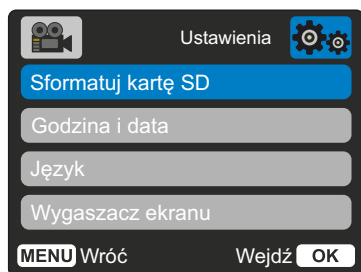 Ustawienia
Sformatuj kartę SD
Godzina i data
Język
Wygaszacz ekranu
MENU Wróć Wejdź OK